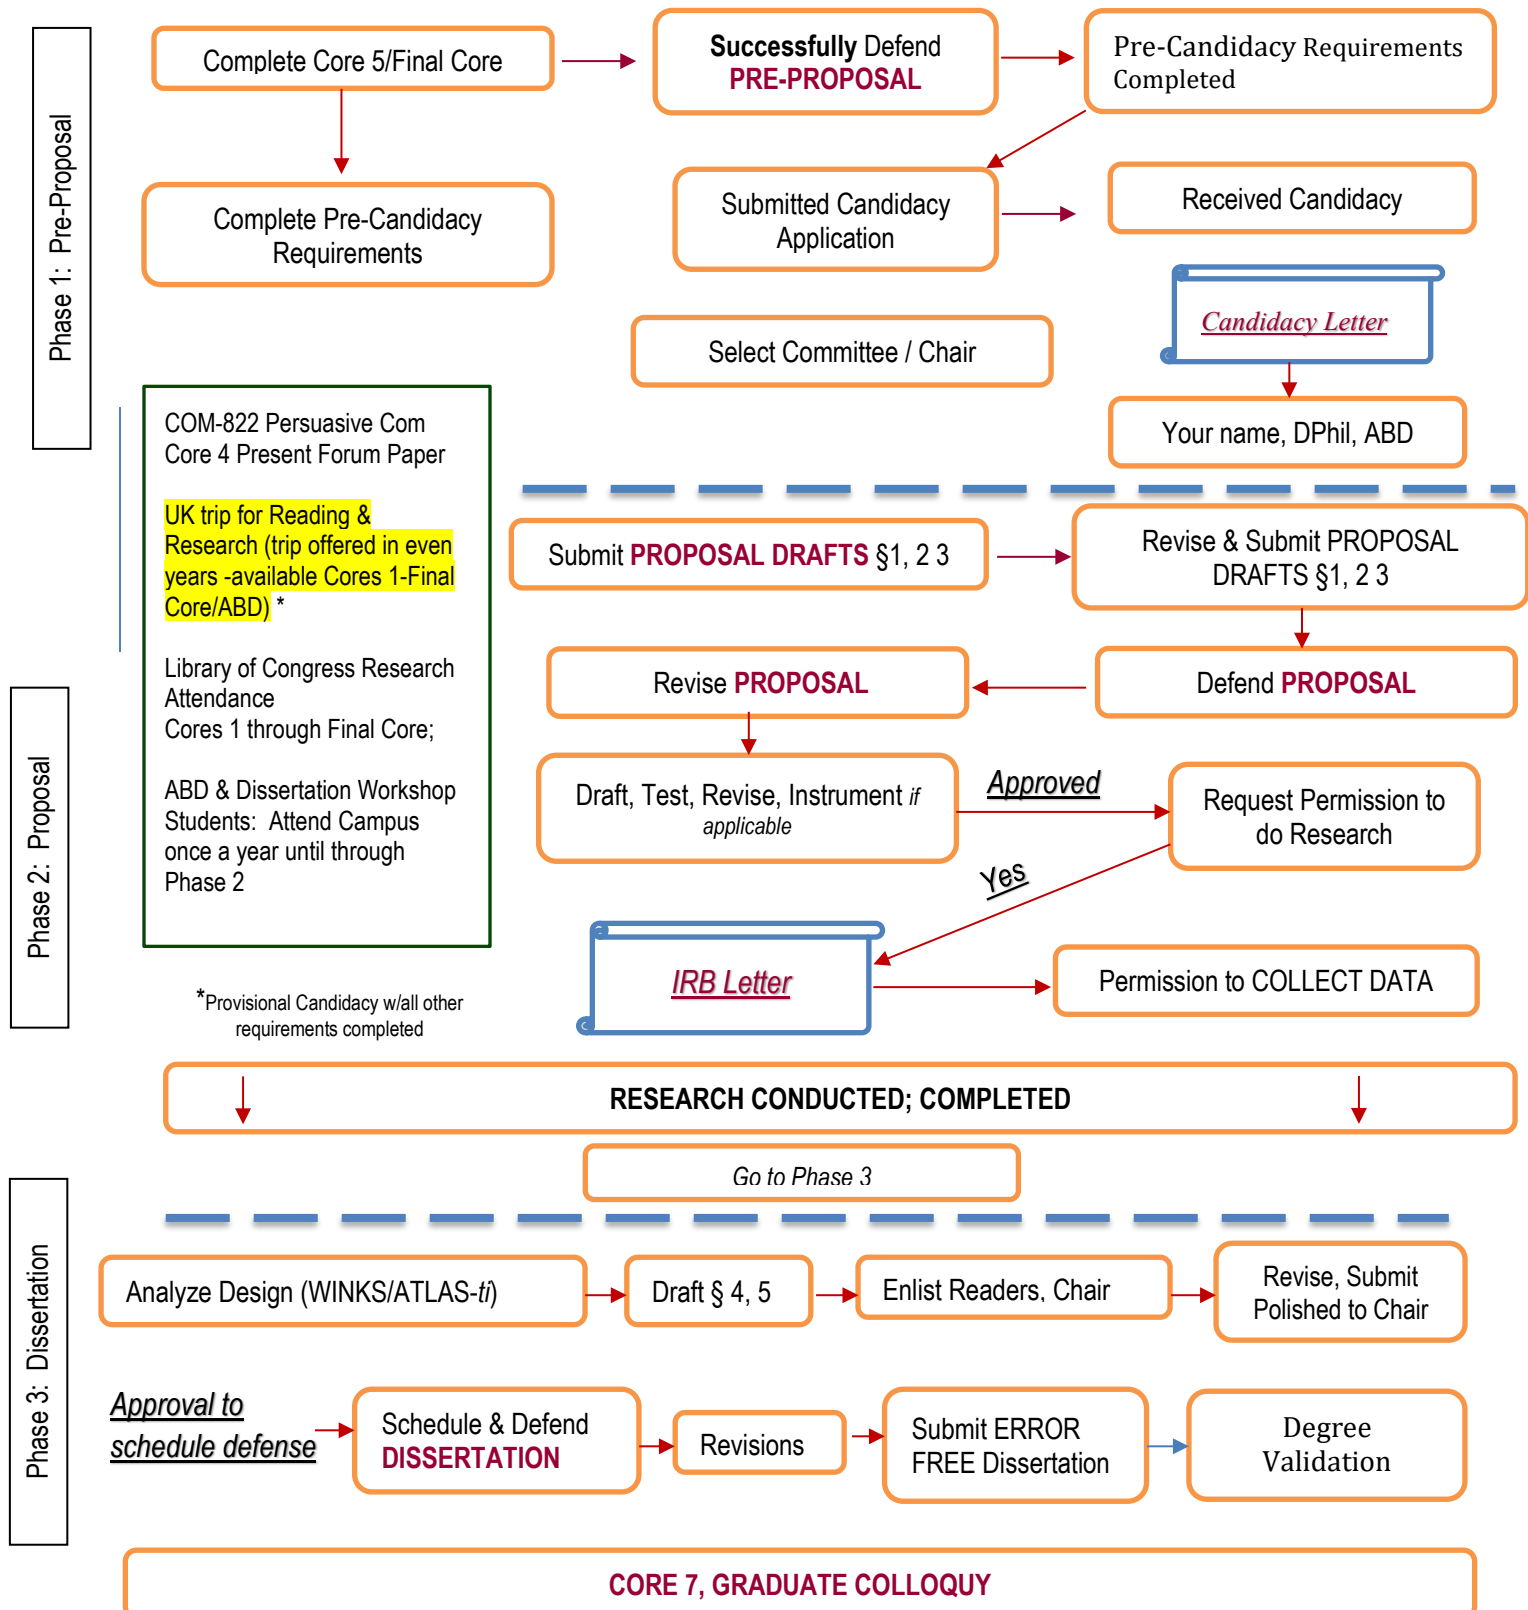 Phase 1: Pre-Proposal
Complete Core 5/Final Core
Successfully Defend
PRE-PROPOSAL
Pre-Candidacy Requirements
Completed
Complete Pre-Candidacy
Requirements
Submitted Candidacy
Application
Received Candidacy
Candidacy Letter
Select Committee / Chair
Your name, DPhil, ABD
COM-822 Persuasive Com
Core 4 Present Forum Paper
UK trip for Reading &
Research (trip offered in even
years -available Cores 1-Final
Core/ABD) *
Library of Congress Research
Attendance
Cores 1 through Final Core;
ABD & Dissertation Workshop
Students: Attend Campus
once a year until through
Phase 2
*Provisional Candidacy w/all other
requirements completed
Phase 2: Proposal
Submit PROPOSAL DRAFTS §1, 2 3
Revise & Submit PROPOSAL
DRAFTS §1, 2 3
Revise PROPOSAL
Defend PROPOSAL
Draft, Test, Revise, Instrument if
applicable
Approved
Request Permission to
do Research
Yes
IRB Letter
Permission to COLLECT DATA
RESEARCH CONDUCTED; COMPLETED
Go to Phase 3
Phase 3: Dissertation
Analyze Design (WINKS/ATLAS-ti)
Draft § 4, 5
Enlist Readers, Chair
Revise, Submit
Polished to Chair
Approval to
schedule defense
Schedule & Defend
DISSERTATION
Revisions
Submit ERROR
FREE Dissertation
Degree
Validation
CORE 7, GRADUATE COLLOQUY